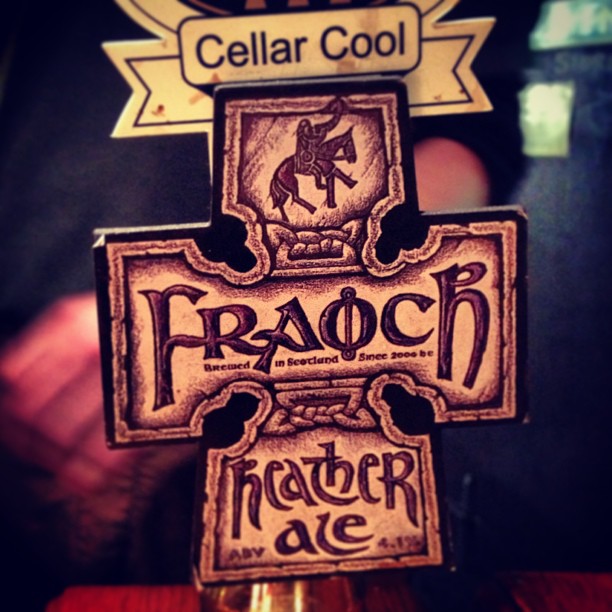 Cellar Cool
FRAOCH
Brewed in Scotland Since 2000 bc
heather
ale
ABV 4.1%